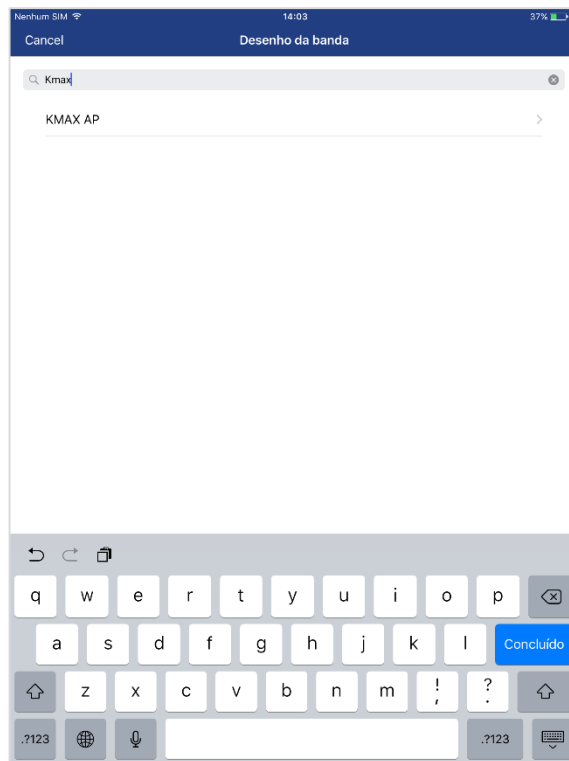 Nenhum SIM 14:03 37%
Cancel Desenho da banda
Kmax
KMAX AP
q w e r t y u i o p
a s d f g h j k l Concluído
z x c v b n m ! , ? .
.?123 .?123